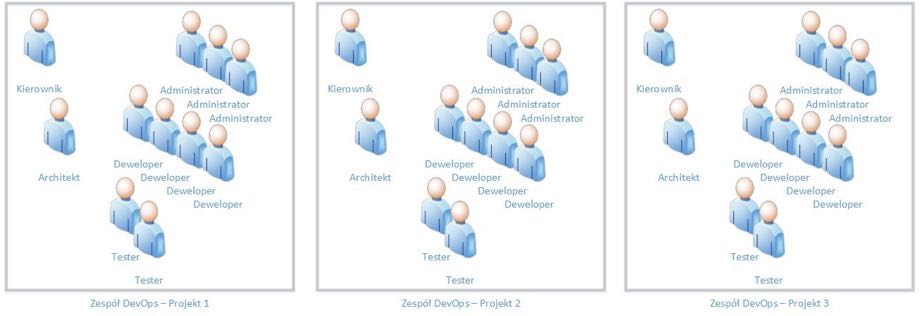 Kierownik
Administrator
Administrator
Administrator
Architekt
Deweloper
Deweloper
Deweloper
Deweloper
Tester
Tester
Zespół DevOps – Projekt 1
Kierownik
Administrator
Administrator
Administrator
Architekt
Deweloper
Deweloper
Deweloper
Deweloper
Tester
Tester
Zespół DevOps – Projekt 2
Kierownik
Administrator
Administrator
Administrator
Architekt
Deweloper
Deweloper
Deweloper
Deweloper
Tester
Tester
Zespół DevOps – Projekt 3